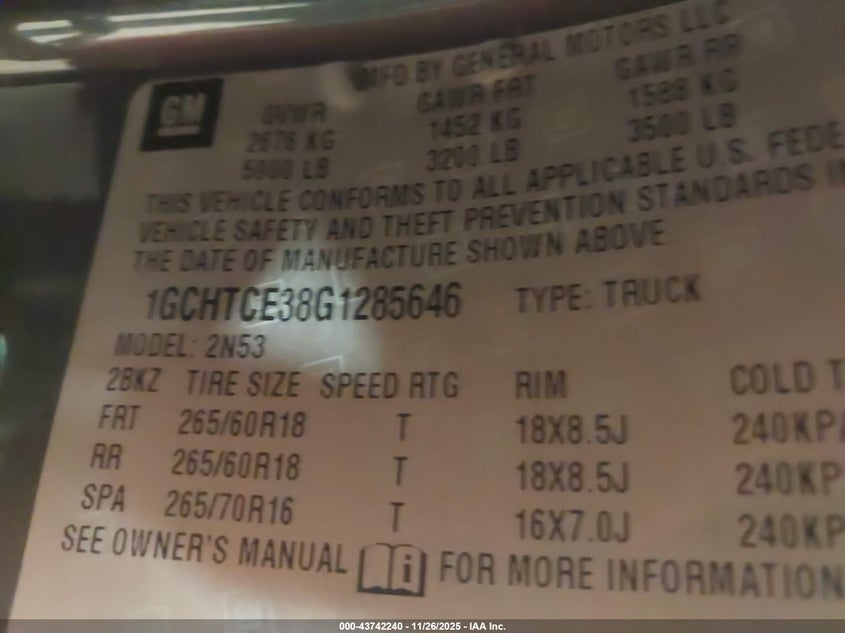 MFD BY GENERAL MOTORS LLC
GM
GVWR GAWR FRT GAWR RR
2676 KG 1452 KG 1588 KG
5900 LB 3200 LB 3500 LB
THIS VEHICLE CONFORMS TO ALL APPLICABLE U.S. FEDE
VEHICLE SAFETY AND THEFT PREVENTION STANDARDS IN
THE DATE OF MANUFACTURE SHOWN ABOVE
1GCHTCE38G1285646 TYPE: TRUCK
MODEL: 2N53
2BKZ TIRE SIZE SPEED RTG RIM COLD T
FRT 265/60R18 T 18X8.5J 240KPA
RR 265/60R18 T 18X8.5J 240KP
SPA 265/70R16 T 16X7.0J 240KP
SEE OWNER'S MANUAL i FOR MORE INFORMATION
000-43742240 - 11/26/2025 - IAA Inc.